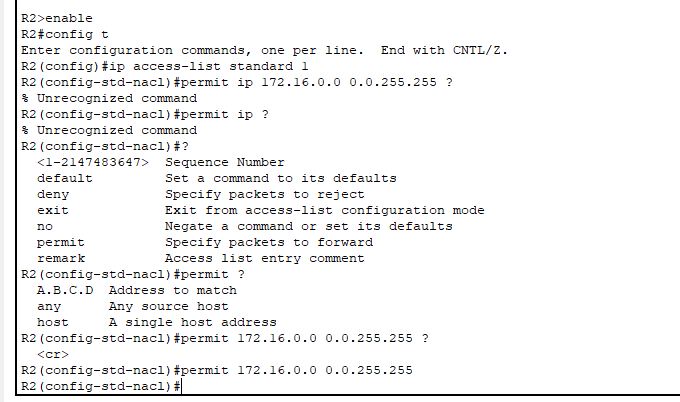 R2>enable
R2#config t
Enter configuration commands, one per line.  End with CNTL/Z.
R2(config)#ip access-list standard 1
R2(config-std-nacl)#permit ip 172.16.0.0 0.0.255.255 ?
% Unrecognized command
R2(config-std-nacl)#permit ip ?
% Unrecognized command
R2(config-std-nacl)#?
  <1-2147483647>  Sequence Number
  default         Set a command to its defaults
  deny            Specify packets to reject
  exit            Exit from access-list configuration mode
  no              Negate a command or set its defaults
  permit          Specify packets to forward
  remark          Access list entry comment
R2(config-std-nacl)#permit ?
  A.B.C.D  Address to match
  any      Any source host
  host     A single host address
R2(config-std-nacl)#permit 172.16.0.0 0.0.255.255 ?
  <cr>
R2(config-std-nacl)#permit 172.16.0.0 0.0.255.255
R2(config-std-nacl)#